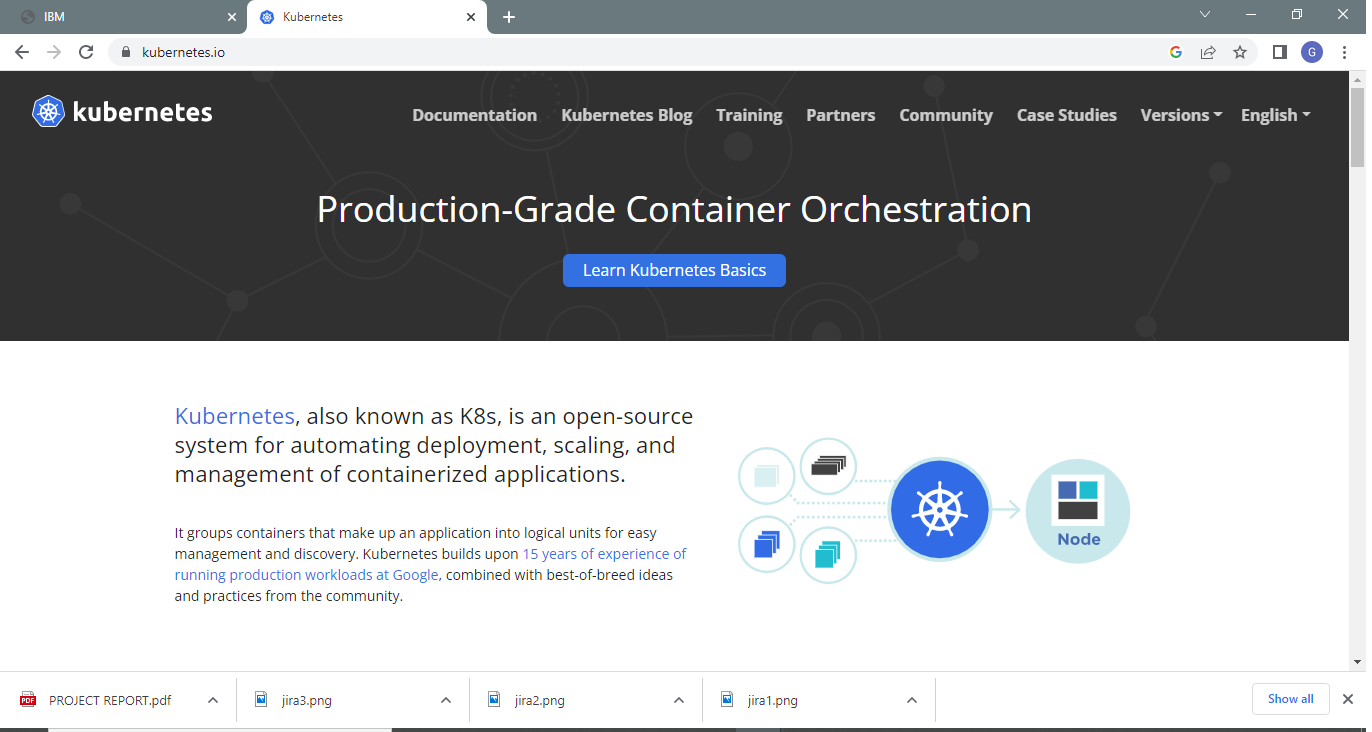 IBM
Kubernetes
kubernetes.io
G
kubernetes
Documentation Kubernetes Blog Training Partners Community Case Studies Versions English
Production-Grade Container Orchestration
Learn Kubernetes Basics
Kubernetes, also known as K8s, is an open-source
system for automating deployment, scaling, and
management of containerized applications.
It groups containers that make up an application into logical units for easy
management and discovery. Kubernetes builds upon 15 years of experience of
running production workloads at Google, combined with best-of-breed ideas
and practices from the community.
Node
PDF
PROJECT REPORT.pdf
jira3.png
jira2.png
jira1.png
Show all